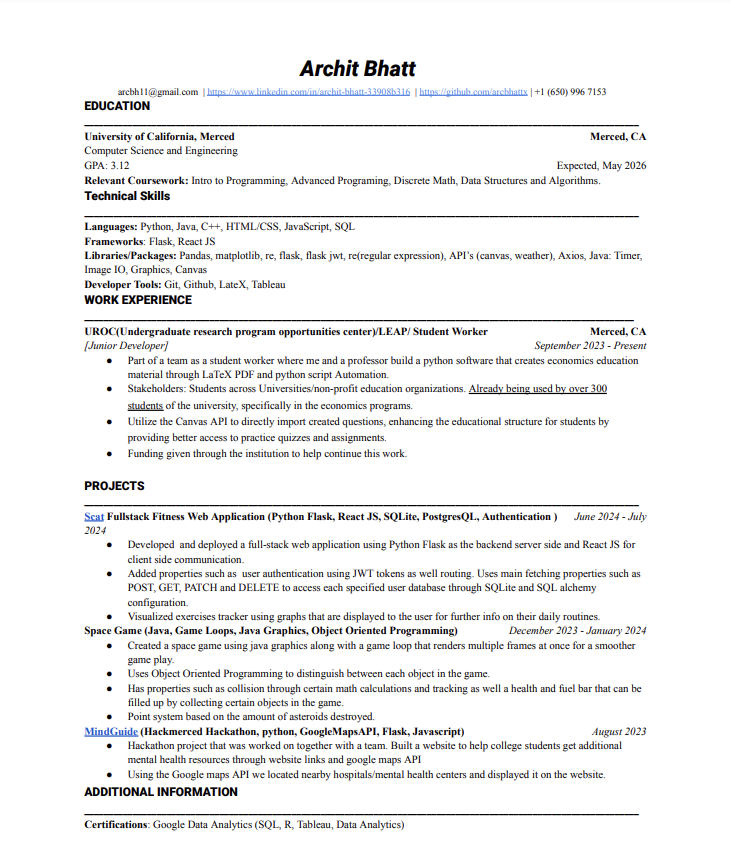 Archit Bhatt
arcbh11@gmail.com | https://www.linkedin.com/in/archit-bhatt-33908b316 | https://github.com/arcbhattx | +1 (650) 996 7153
EDUCATION
University of California, Merced Merced, CA
Computer Science and Engineering
GPA: 3.12 Expected, May 2026
Relevant Coursework: Intro to Programming, Advanced Programing, Discrete Math, Data Structures and Algorithms.
Technical Skills
Languages: Python, Java, C++, HTML/CSS, JavaScript, SQL
Frameworks: Flask, React JS
Libraries/Packages: Pandas, matplotlib, re, flask, flask jwt, re(regular expression), API's (canvas, weather), Axios, Java: Timer,
Image IO, Graphics, Canvas
Developer Tools: Git, Github, LateX, Tableau
WORK EXPERIENCE
UROC(Undergraduate research program opportunities center)/LEAP/ Student Worker Merced, CA
[Junior Developer] September 2023 - Present
● Part of a team as a student worker where me and a professor build a python software that creates economics education
material through LaTeX PDF and python script Automation.
● Stakeholders: Students across Universities/non-profit education organizations. Already being used by over 300
students of the university, specifically in the economics programs.
● Utilize the Canvas API to directly import created questions, enhancing the educational structure for students by
providing better access to practice quizzes and assignments.
● Funding given through the institution to help continue this work.
PROJECTS
Scat Fullstack Fitness Web Application (Python Flask, React JS, SQLite, PostgresQL, Authentication ) June 2024 - July
2024
● Developed and deployed a full-stack web application using Python Flask as the backend server side and React JS for
client side communication.
● Added properties such as user authentication using JWT tokens as well routing. Uses main fetching properties such as
POST, GET, PATCH and DELETE to access each specified user database through SQLite and SQL alchemy
configuration.
● Visualized exercises tracker using graphs that are displayed to the user for further info on their daily routines.
Space Game (Java, Game Loops, Java Graphics, Object Oriented Programming) December 2023 - January 2024
● Created a space game using java graphics along with a game loop that renders multiple frames at once for a smoother
game play.
● Uses Object Oriented Programming to distinguish between each object in the game.
● Has properties such as collision through certain math calculations and tracking as well a health and fuel bar that can be
filled up by collecting certain objects in the game.
● Point system based on the amount of asteroids destroyed.
MindGuide (Hackmerced Hackathon, python, GoogleMapsAPI, Flask, Javascript) August 2023
● Hackathon project that was worked on together with a team. Built a website to help college students get additional
mental health resources through website links and google maps API
● Using the Google maps API we located nearby hospitals/mental health centers and displayed it on the website.
ADDITIONAL INFORMATION
Certifications: Google Data Analytics (SQL, R, Tableau, Data Analytics)